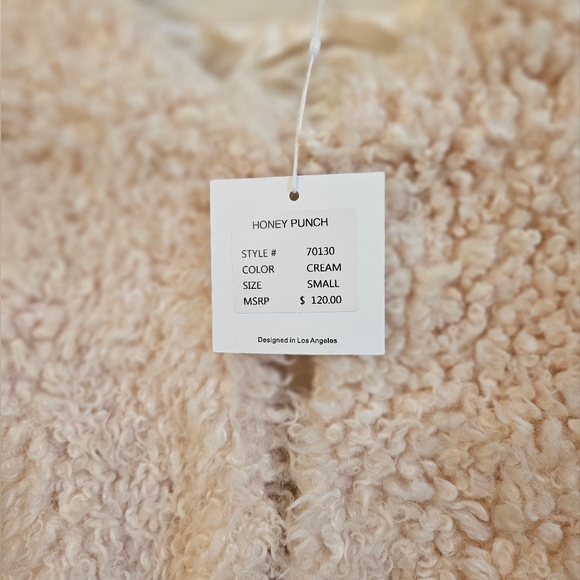 HONEY PUNCH
STYLE # 70130
COLOR CREAM
SIZE SMALL
MSRP $ 120.00
Designed in Los Angeles